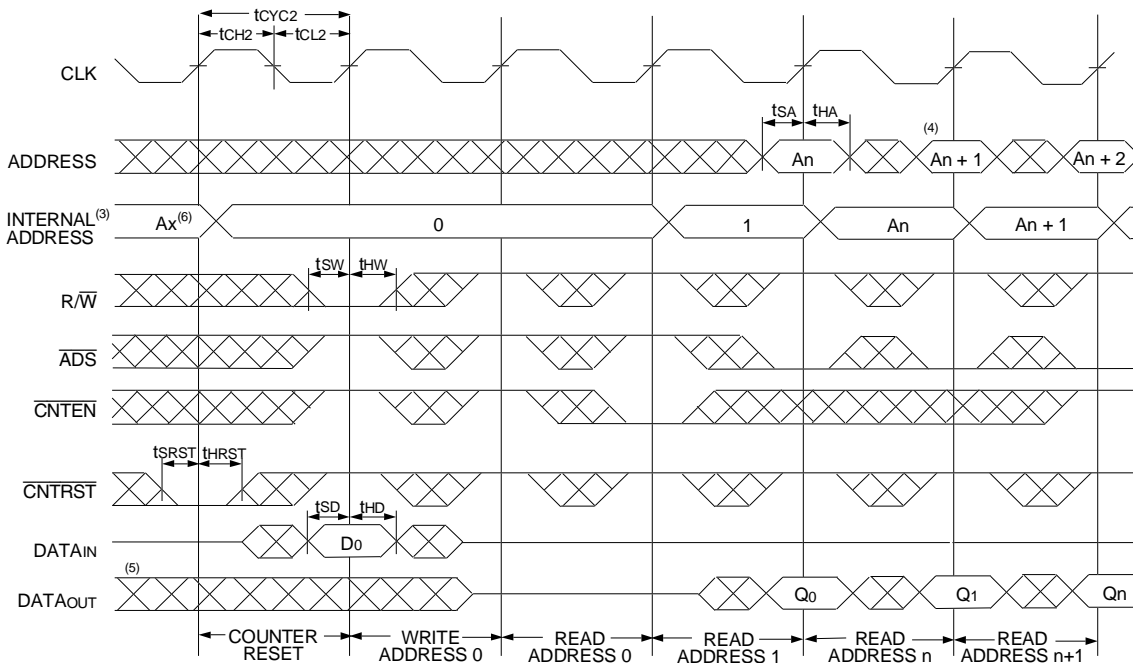 tCYC2
tCH2 tCL2
CLK
tSA tHA
ADDRESS An (4) An + 1 An + 2
INTERNAL(3) ADDRESS Ax(6) 0 1 An An + 1
tSW tHW
R/W
ADS
CNTEN
tSRST tHRST
CNTRST
tSD tHD
DATAIN D0
(5)
DATAOUT Q0 Q1 Qn
COUNTER RESET
WRITE ADDRESS 0
READ ADDRESS 0
READ ADDRESS 1
READ ADDRESS n
READ ADDRESS n+1